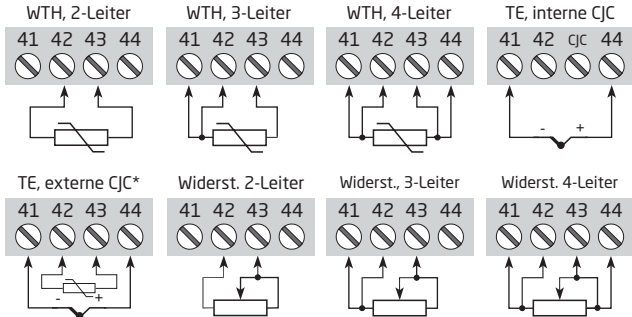 WTH, 2-Leiter
WTH, 3-Leiter
WTH, 4-Leiter
TE, interne CJC
41 42 43 44
41 42 43 44
41 42 43 44
41 42 CJC 44
- +
TE, externe CJC*
Widerst. 2-Leiter
Widerst., 3-Leiter
Widerst. 4-Leiter
41 42 43 44
41 42 43 44
41 42 43 44
41 42 43 44
- +